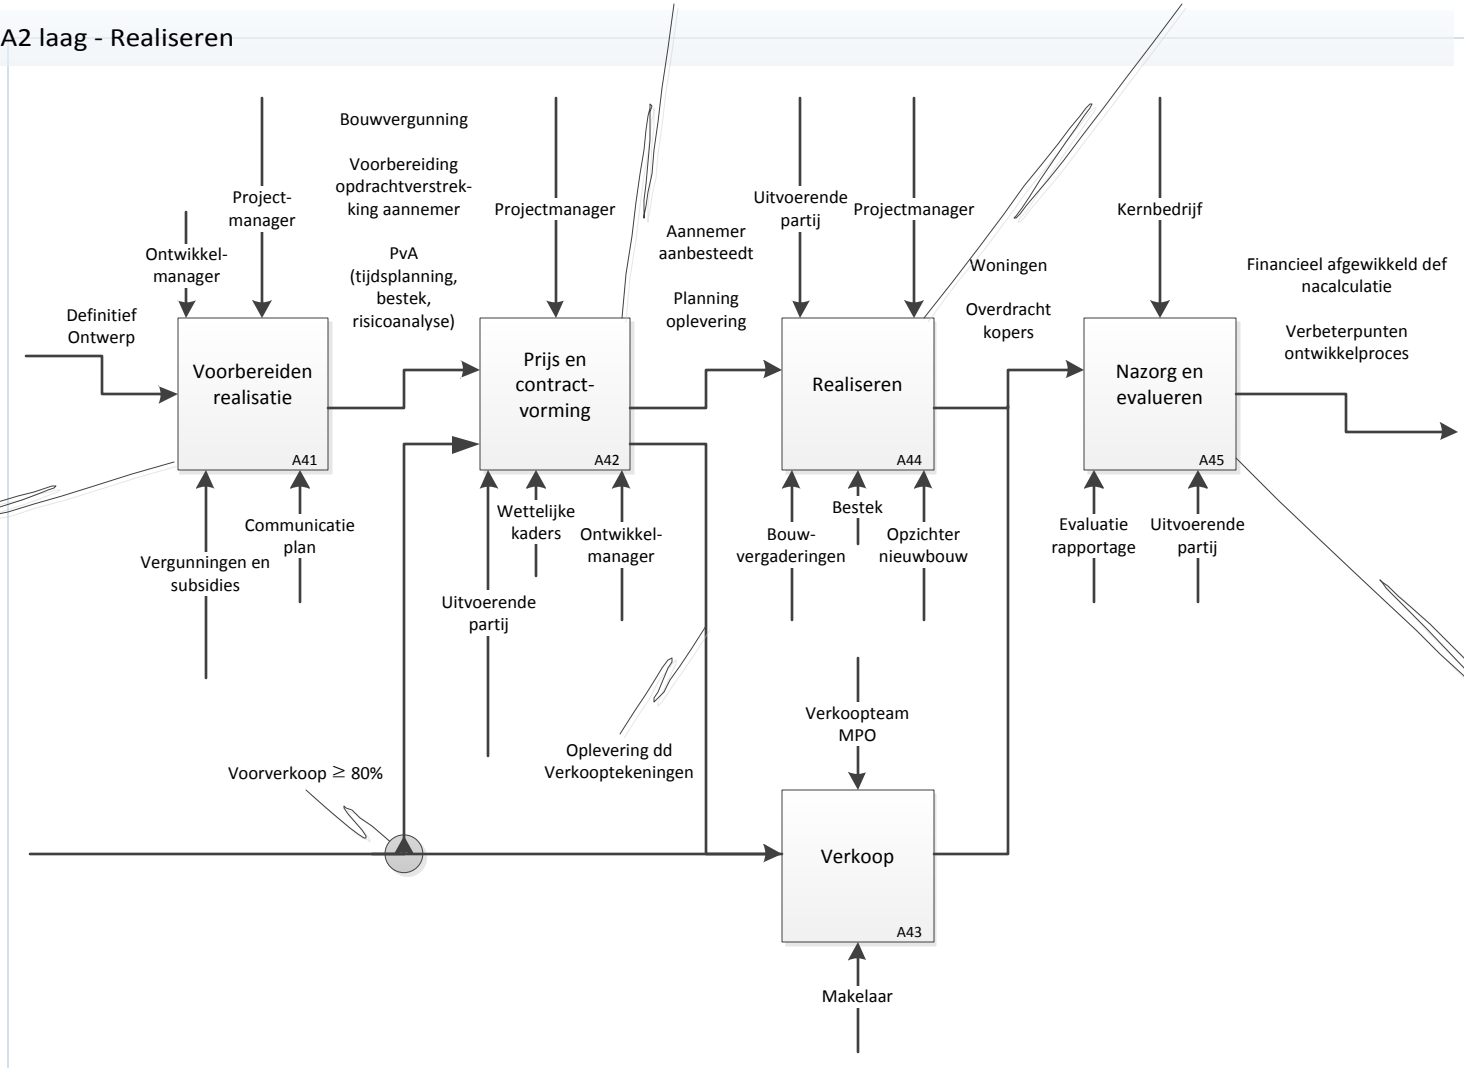 A2 laag - Realiseren
Bouwvergunning
Voorbereiding
opdrachtverstrek-
king aannemer
PvA
(tijdsplanning,
bestek,
risicoanalyse)
Project-
manager
Ontwikkel-
manager
Definitief
Ontwerp
Voorbereiden
realisatie
A41
Vergunningen en
subsidies
Communicatie
plan
Projectmanager
Prijs en
contract-
vorming
A42
Wettelijke
kaders
Ontwikkel-
manager
Uitvoerende
partij
Aannemer
aanbesteedt
Planning
oplevering
Uitvoerende
partij
Projectmanager
Realiseren
A44
Bouw-
vergaderingen
Bestek
Opzichter
nieuwbouw
Woningen
Overdracht
kopers
Kernbedrijf
Nazorg en
evalueren
A45
Evaluatie
rapportage
Uitvoerende
partij
Financieel afgewikkeld def
nacalculatie
Verbeterpunten
ontwikkelproces
Voorverkoop ≥ 80%
Oplevering dd
Verkooptekeningen
Verkoopteam
MPO
Verkoop
A43
Makelaar